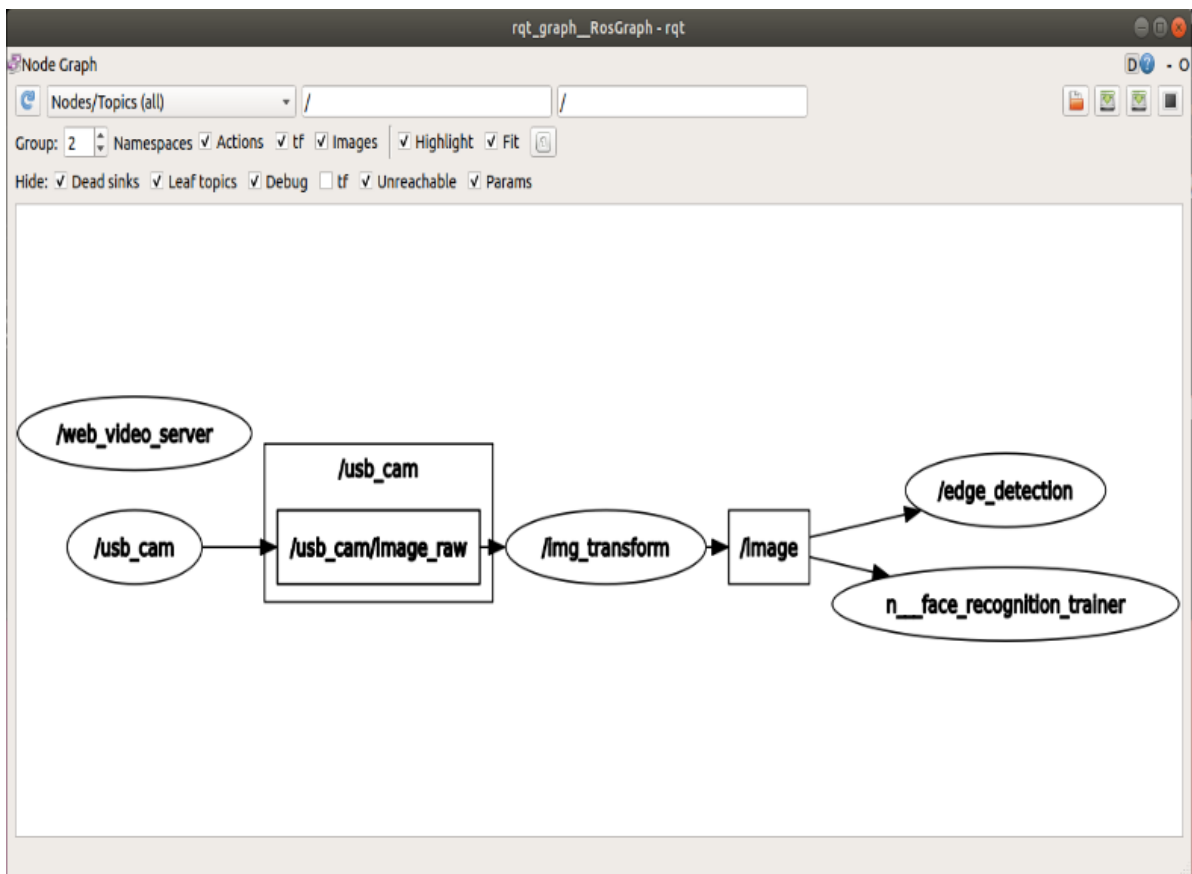 rqt_graph__RosGraph - rqt
Node Graph
D - O
Nodes/Topics (all) / /
Group: 2 Namespaces Actions tf Images Highlight Fit
Hide: Dead sinks Leaf topics Debug tf Unreachable Params
/web_video_server
/usb_cam
/usb_cam
/usb_cam/image_raw
/img_transform
/image
/edge_detection
n__face_recognition_trainer